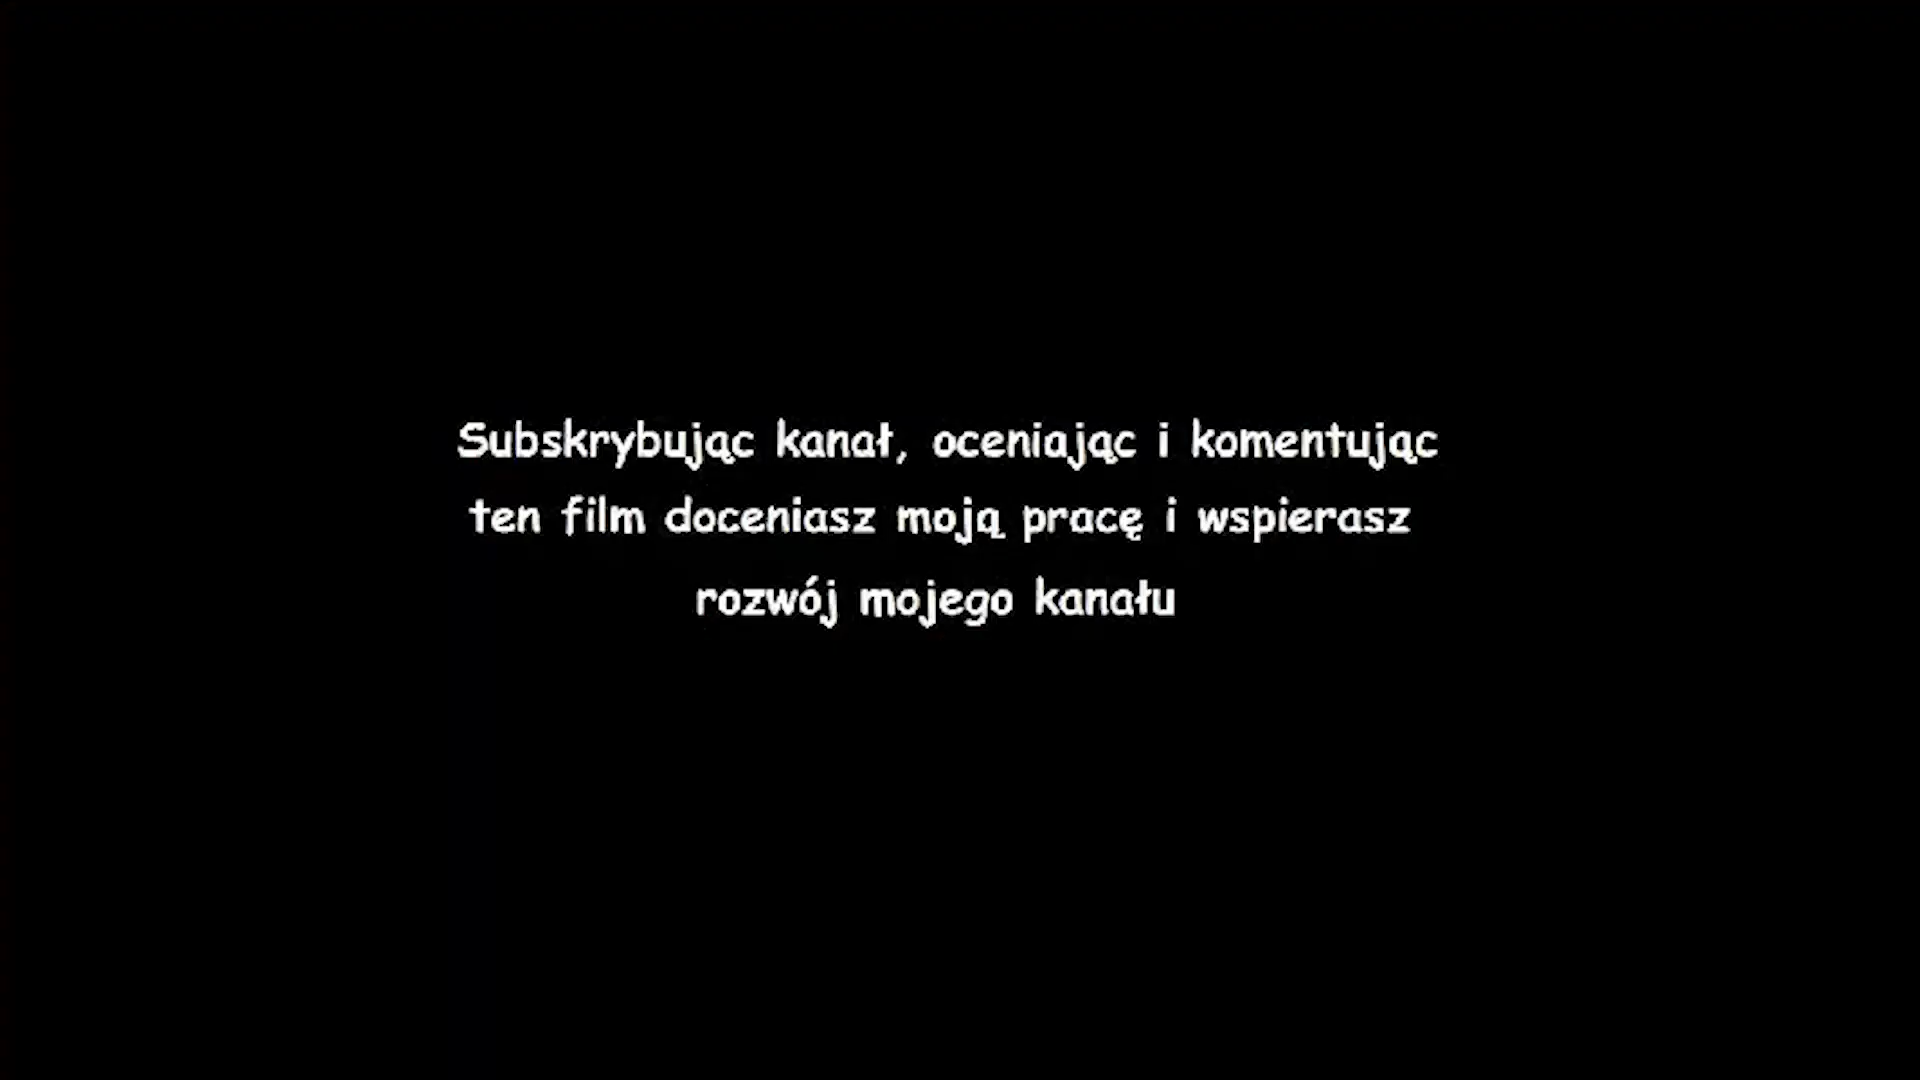 Subskrybując kanał, oceniając i komentując
ten film doceniasz moją pracę i wspierasz
rozwój mojego kanału